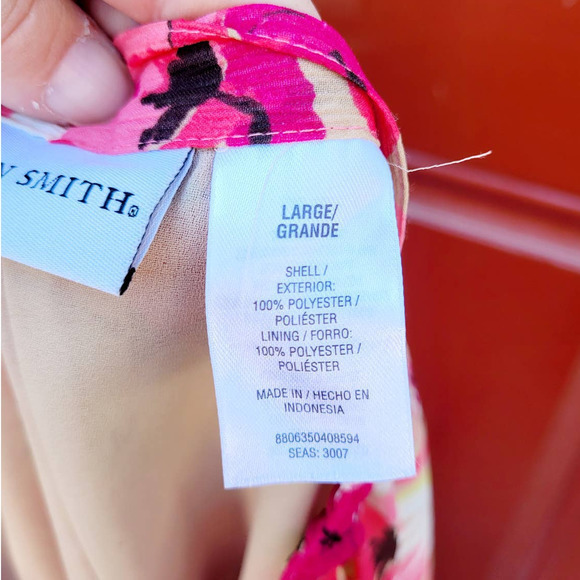 SMITH®
LARGE/
GRANDE
SHELL /
EXTERIOR:
100% POLYESTER /
POLIÉSTER
LINING / FORRO:
100% POLYESTER /
POLIÉSTER
MADE IN / HECHO EN
INDONESIA
8806350408594
SEAS: 3007